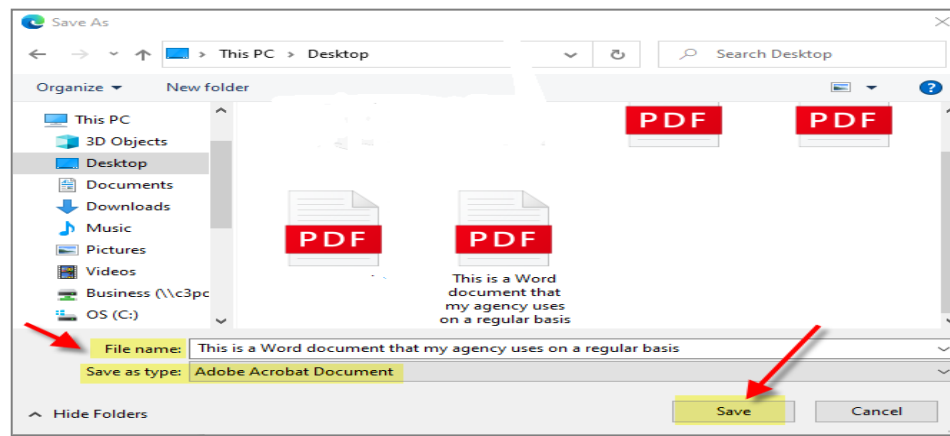 Save As
This PC > Desktop
Search Desktop
Organize
New folder
?
This PC
3D Objects
Desktop
Documents
Downloads
Music
Pictures
Videos
Business (\\c3pc
OS (C:)
PDF
PDF
PDF
PDF
This is a Word
document that
my agency uses
on a regular basis
File name: This is a Word document that my agency uses on a regular basis
Save as type: Adobe Acrobat Document
Hide Folders
Save
Cancel